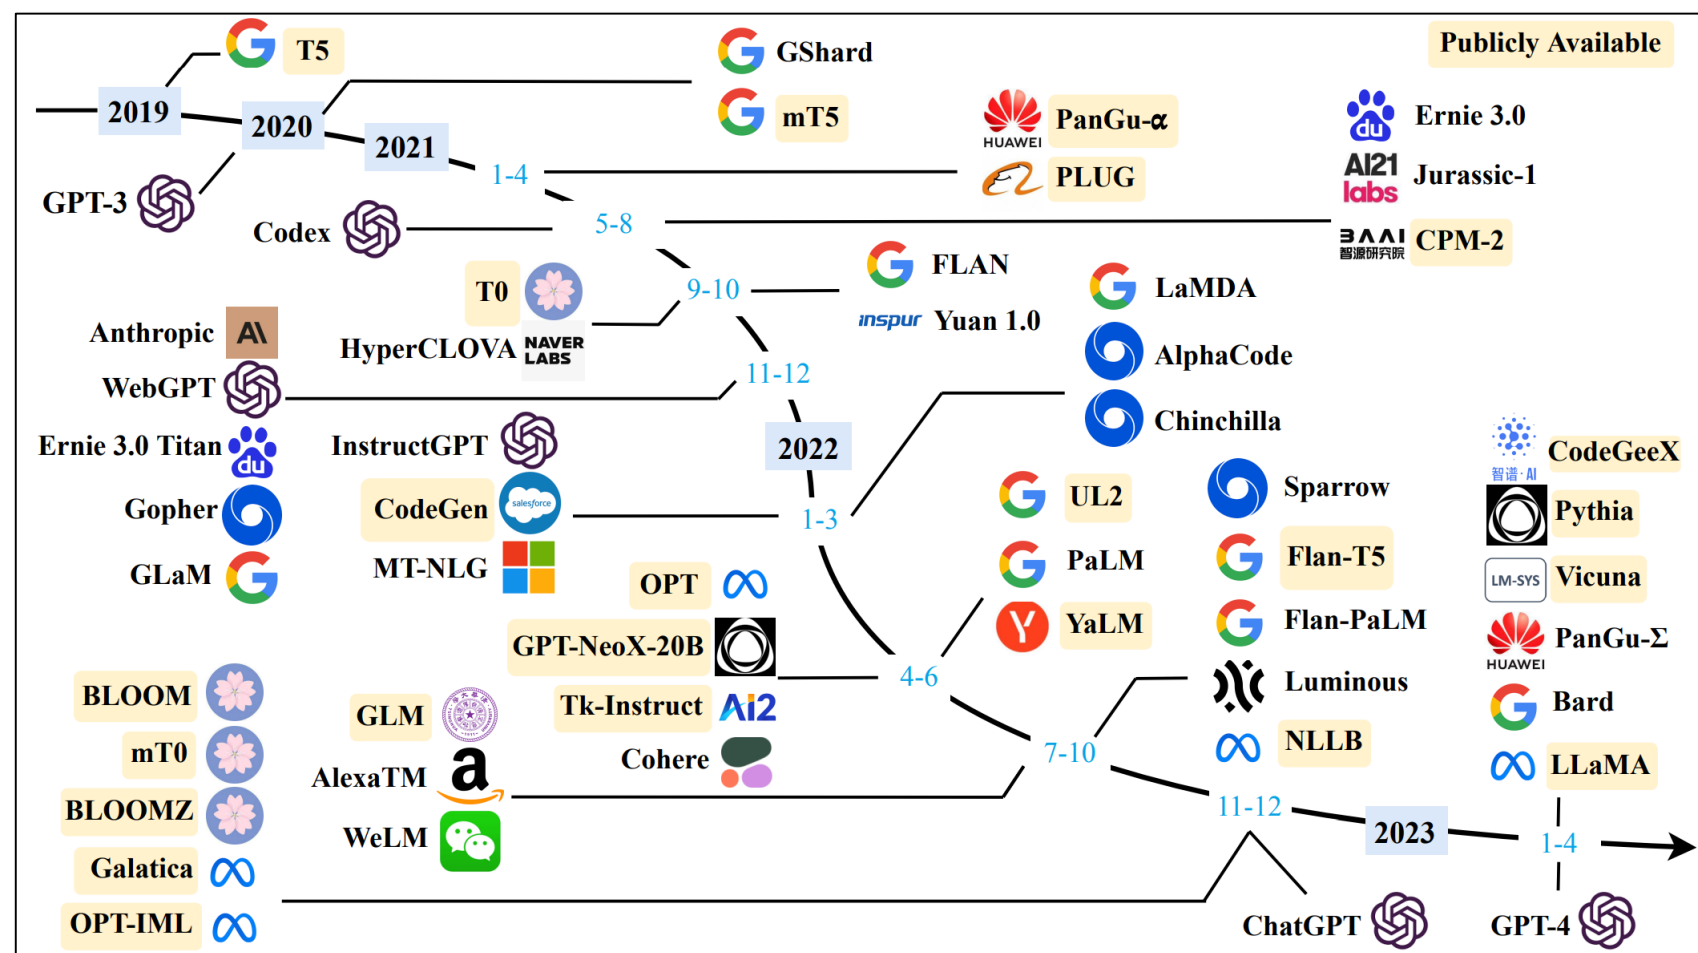 T5
GShard
Publicly Available
2019
2020
2021
mT5
PanGu-α
HUAWEI
du
Ernie 3.0
1-4
PLUG
AI21
labs
Jurassic-1
GPT-3
Codex
5-8
BAAI
智源研究院
CPM-2
T0
9-10
FLAN
LaMDA
Anthropic
AI
HyperCLOVA
NAVER
LABS
inspur
Yuan 1.0
AlphaCode
WebGPT
11-12
Chinchilla
Ernie 3.0 Titan
du
InstructGPT
2022
智谱·AI
CodeGeeX
Gopher
CodeGen
salesforce
1-3
UL2
Sparrow
Pythia
GLaM
MT-NLG
OPT
PaLM
Flan-T5
LM-SYS
Vicuna
GPT-NeoX-20B
YaLM
Flan-PaLM
HUAWEI
PanGu-Σ
BLOOM
GLM
Tk-Instruct
Ai2
4-6
Luminous
Bard
mT0
AlexaTM
a
Cohere
7-10
NLLB
LLaMA
BLOOMZ
WeLM
11-12
2023
1-4
Galatica
OPT-IML
ChatGPT
GPT-4